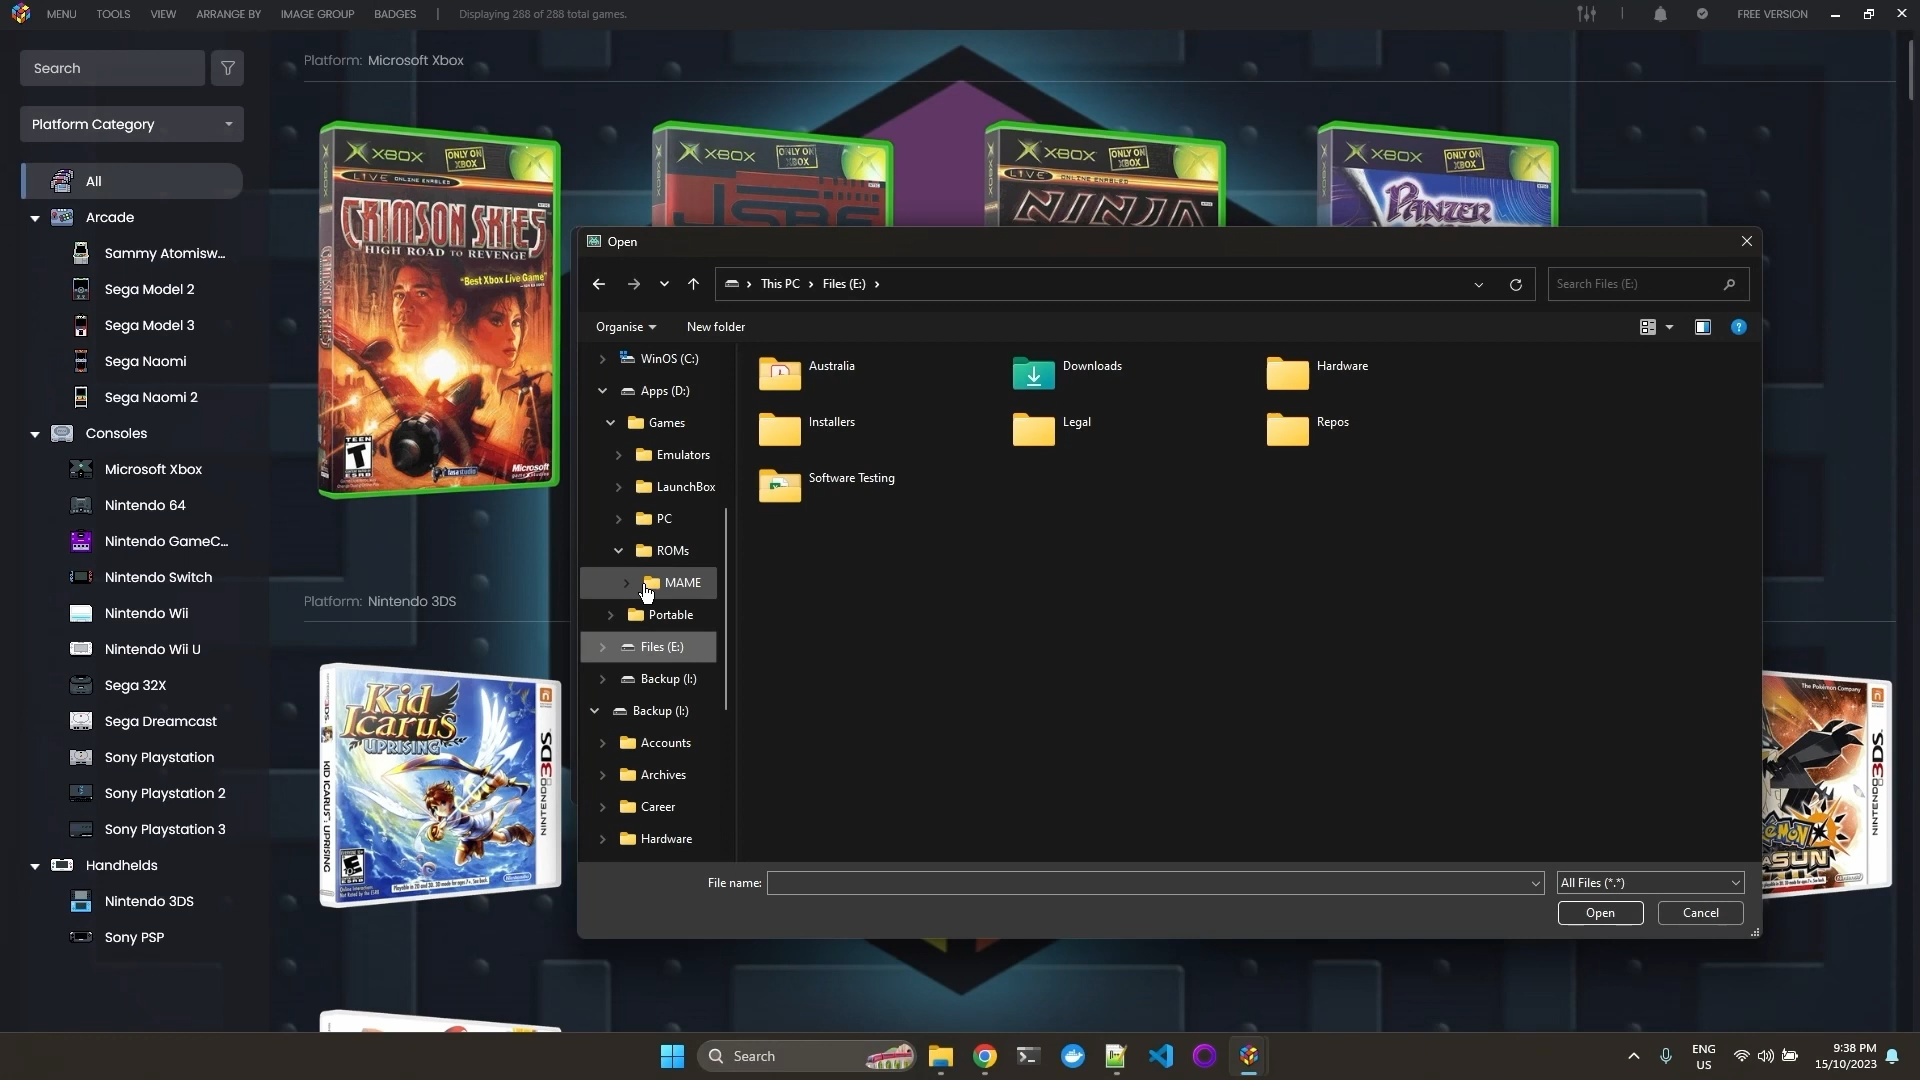 MENU TOOLS VIEW ARRANGE BY IMAGE GROUP BADGES Displaying 288 of 288 total games. FREE VERSION
Search
Platform Category
All
Arcade
Sammy Atomisw...
Sega Model 2
Sega Model 3
Sega Naomi
Sega Naomi 2
Consoles
Microsoft Xbox
Nintendo 64
Nintendo GameC...
Nintendo Switch
Nintendo Wii
Nintendo Wii U
Sega 32X
Sega Dreamcast
Sony Playstation
Sony Playstation 2
Sony Playstation 3
Handhelds
Nintendo 3DS
Sony PSP
Platform: Microsoft Xbox
XBOX ONLY ON XBOX
LIVE ONLINE ENABLED
CRIMSON SKIES
HIGH ROAD TO REVENGE
"Best Xbox Live Game"
TEEN
T
ESRB
Microsoft
XBOX ONLY ON XBOX
JSRF
XBOX ONLY ON XBOX
LIVE ONLINE ENABLED
NINJA
XBOX ONLY ON XBOX
PANZER
Platform: Nintendo 3DS
Kid Icarus
UPRISING
KID ICARUS: UPRISING
NINTENDO 3DS
EVERYONE 10+
ESRB
Nintendo
The Pokémon Company
NINTENDO 3DS
Open
This PC > Files (E:) >
Search Files (E:)
Organise
New folder
?
WinOS (C:)
Apps (D:)
Games
Emulators
LaunchBox
PC
ROMs
MAME
Portable
Files (E:)
Backup (I:)
Backup (I:)
Accounts
Archives
Career
Hardware
Australia
Downloads
Hardware
Installers
Legal
Repos
Software Testing
File name:
All Files (*.*)
Open
Cancel
Search
ENG
US
9:38 PM
15/10/2023